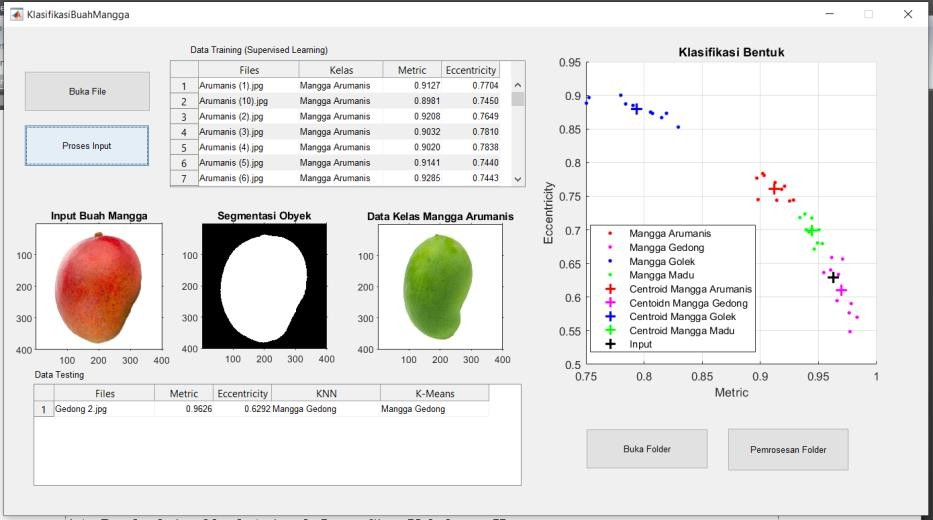 KlasifikasiBuahMangga
Buka File
Proses Input
Data Training (Supervised Learning)
Files Kelas Metric Eccentricity
1 Arumanis (1).jpg Mangga Arumanis 0.9127 0.7704
2 Arumanis (10).jpg Mangga Arumanis 0.8981 0.7450
3 Arumanis (2).jpg Mangga Arumanis 0.9208 0.7649
4 Arumanis (3).jpg Mangga Arumanis 0.9032 0.7810
5 Arumanis (4).jpg Mangga Arumanis 0.9020 0.7838
6 Arumanis (5).jpg Mangga Arumanis 0.9141 0.7440
7 Arumanis (6).jpg Mangga Arumanis 0.9285 0.7443
Input Buah Mangga
100
200
300
400
100 200 300 400
Segmentasi Obyek
100
200
300
400
100 200 300 400
Data Kelas Mangga Arumanis
100
200
300
400
100 200 300 400
Data Testing
Files Metric Eccentricity KNN K-Means
1 Gedong 2.jpg 0.9626 0.6292 Mangga Gedong Mangga Gedong
Klasifikasi Bentuk
Eccentricity
0.95
0.9
0.85
0.8
0.75
0.7
0.65
0.6
0.55
0.5
Mangga Arumanis
Mangga Gedong
Mangga Golek
Mangga Madu
Centroid Mangga Arumanis
Centoidn Mangga Gedong
Centroid Mangga Golek
Centroid Mangga Madu
Input
0.75 0.8 0.85 0.9 0.95 1
Metric
Buka Folder
Pemrosesan Folder